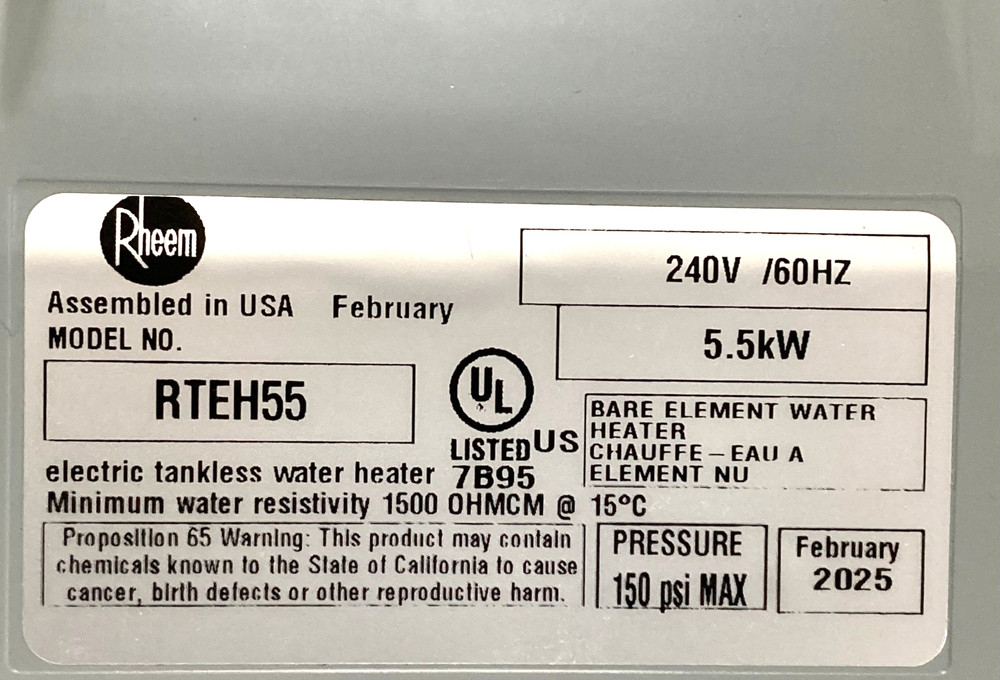 Rheem
240V /60HZ
Assembled in USA February
5.5kW
MODEL NO.
RTEH55
UL
LISTED US
7B95
BARE ELEMENT WATER
HEATER
CHAUFFE – EAU A
ELEMENT NU
electric tankless water heater
Minimum water resistivity 1500 OHMCM @ 15°C
Proposition 65 Warning: This product may contain
chemicals known to the State of California to cause
cancer, birth defects or other reproductive harm.
PRESSURE
150 psi MAX
February
2025